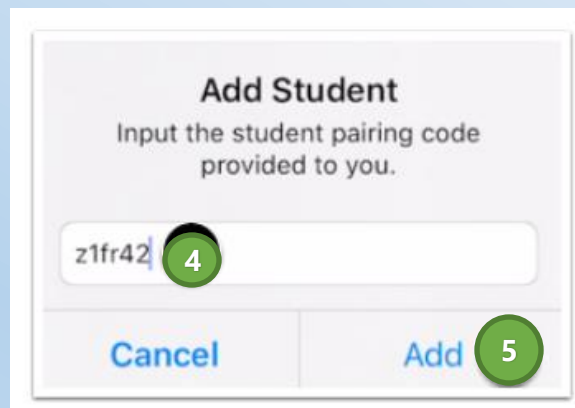 Add Student
Input the student pairing code
provided to you.
z1fr42
4
Cancel
Add
5